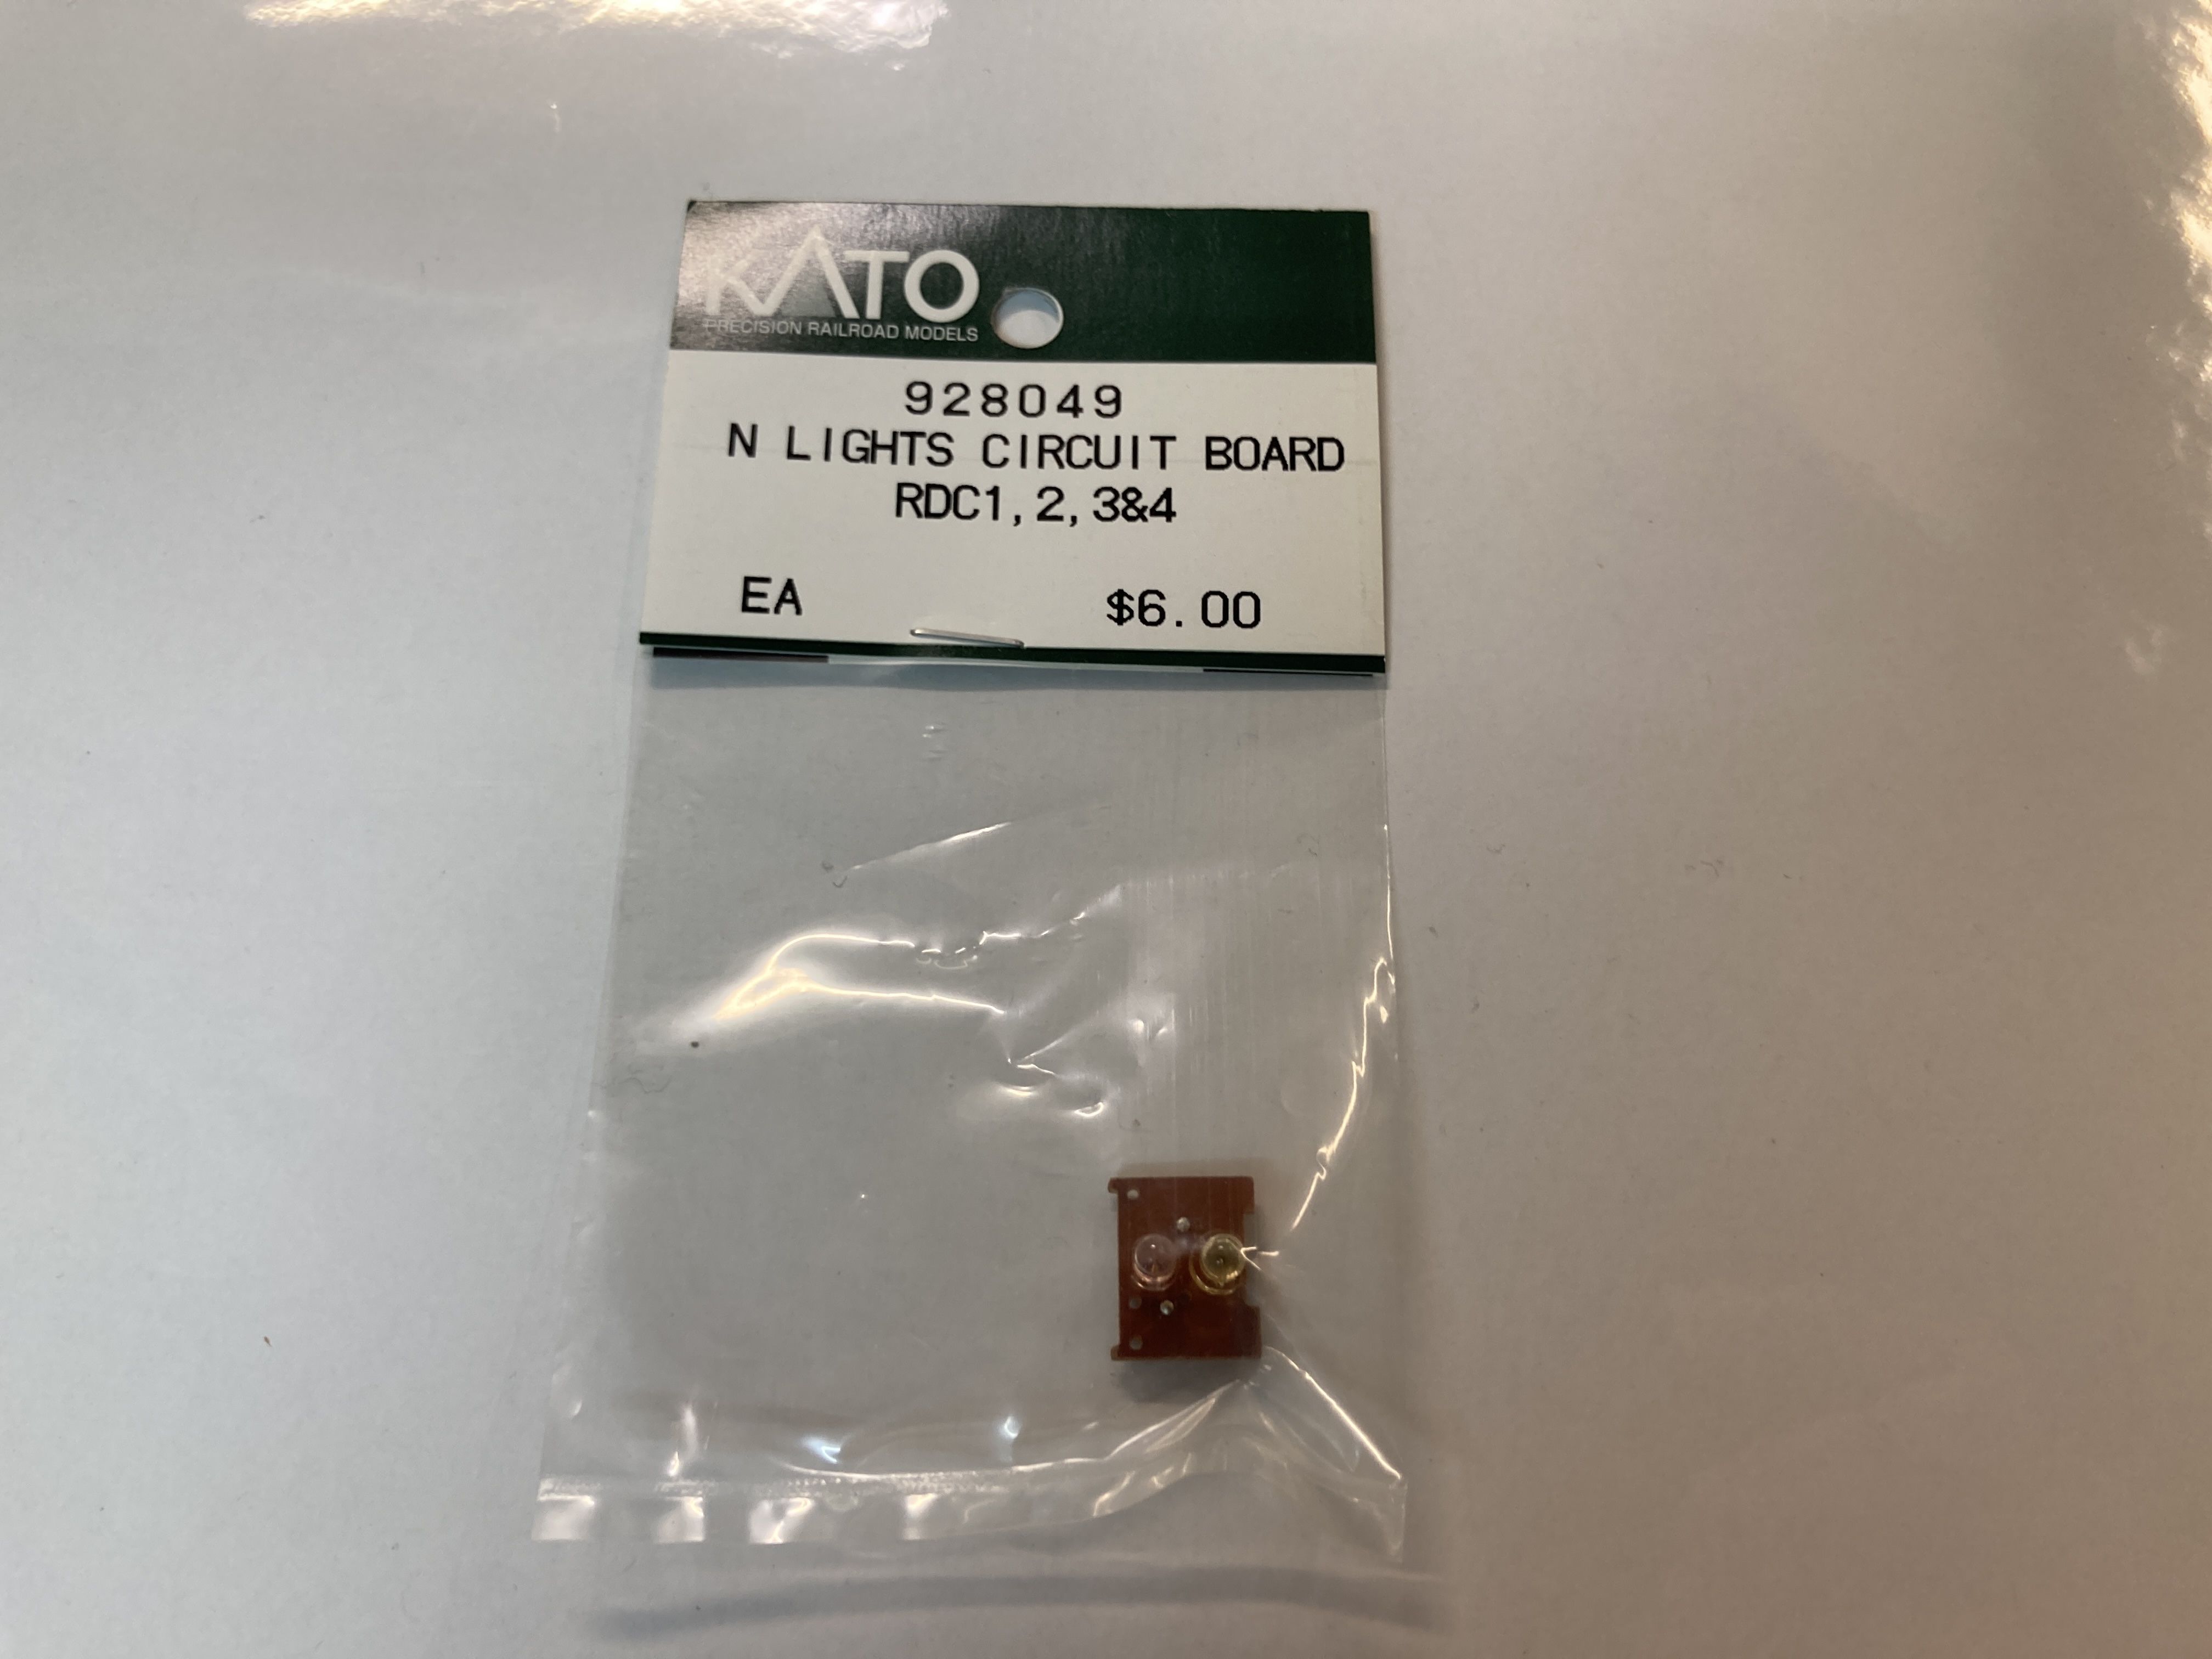 KATO
PRECISION RAILROAD MODELS
928049
N LIGHTS CIRCUIT BOARD
RDC1, 2, 3&4
EA $6.00